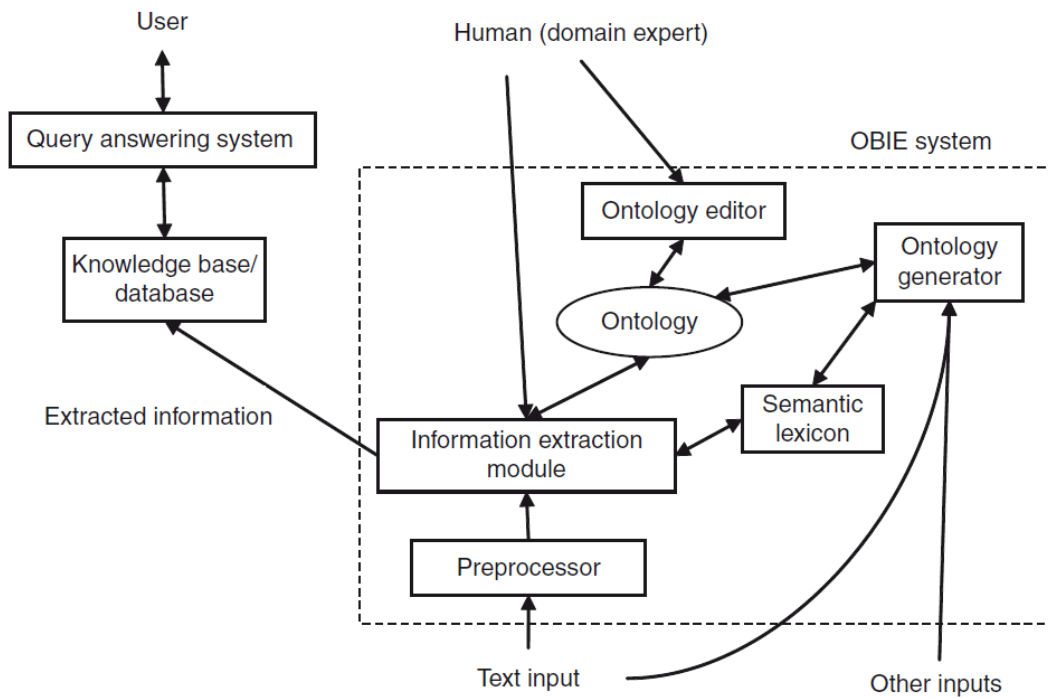 User
Human (domain expert)
Query answering system
OBIE system
Ontology editor
Knowledge base/
database
Ontology
generator
Ontology
Extracted information
Semantic
lexicon
Information extraction
module
Preprocessor
Text input
Other inputs